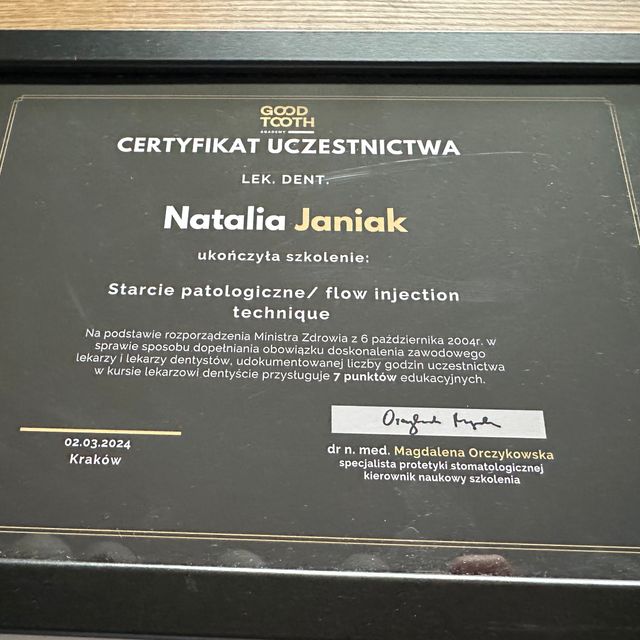 GOOD
TOOTH
ACADEMY
CERTYFIKAT UCZESTNICTWA
LEK. DENT.
Natalia Janiak
ukończyła szkolenie:
Starcie patologiczne/ flow injection
technique
Na podstawie rozporządzenia Ministra Zdrowia z 6 października 2004r. w
sprawie sposobu dopełniania obowiązku doskonalenia zawodowego
lekarzy i lekarzy dentystów, udokumentowanej liczby godzin uczestnictwa
w kursie lekarzowi dentyście przysługuje 7 punktów edukacyjnych.
02.03.2024
Kraków
dr n. med. Magdalena Orczykowska
specjalista protetyki stomatologicznej
kierownik naukowy szkolenia